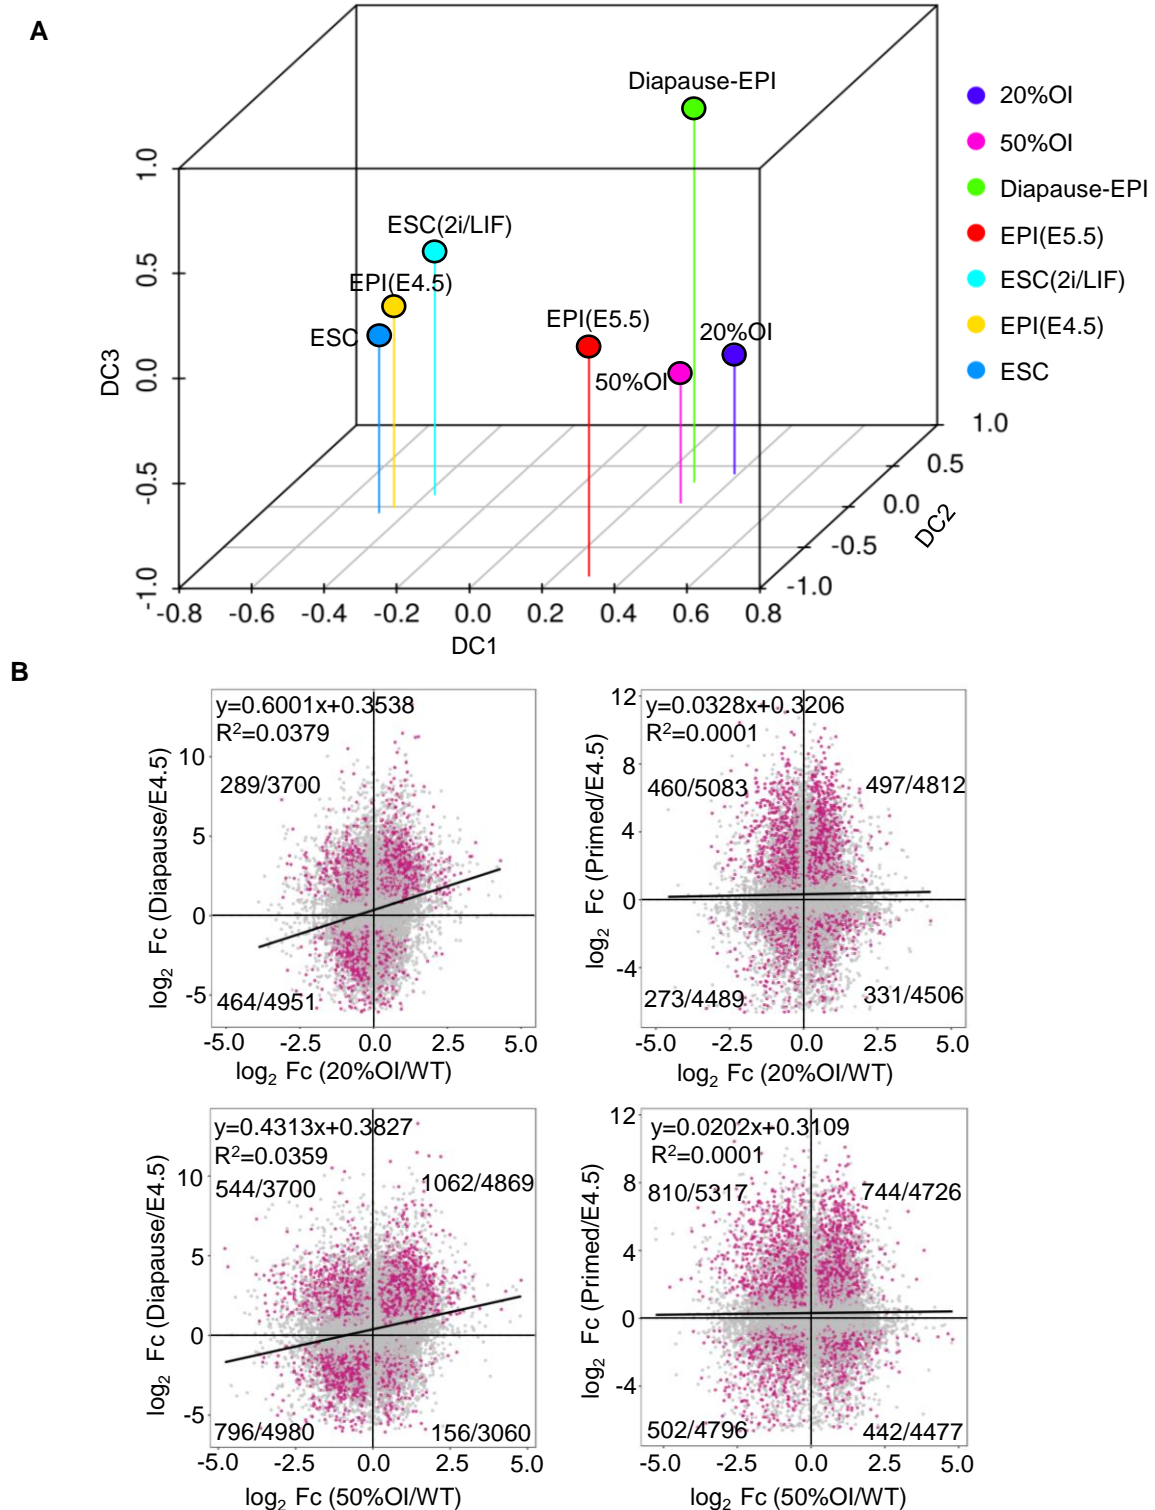 A
Diapause-EPI
ESC(2i/LIF)
EPI(E4.5)
ESC
EPI(E5.5)
20%OI
50%OI
20%OI
50%OI
Diapause-EPI
EPI(E5.5)
ESC(2i/LIF)
EPI(E4.5)
ESC
DC3
1.0
0.5
0.0
-0.5
-1.0
-0.8 -0.6 -0.4 -0.2 0.0 0.2 0.4 0.6 0.8
DC1
1.0
0.5
0.0
-0.5
-1.0
DC2
B
y=0.6001x+0.3538
R²=0.0379
289/3700
464/4951
10
5
0
-5
log₂ Fc (Diapause/E4.5)
-5.0 -2.5 0.0 2.5 5.0
log₂ Fc (20%OI/WT)
y=0.0328x+0.3206
R²=0.0001
460/5083 497/4812
273/4489 331/4506
12
8
4
0
-4
log₂ Fc (Primed/E4.5)
-5.0 -2.5 0.0 2.5 5.0
log₂ Fc (20%OI/WT)
y=0.4313x+0.3827
R²=0.0359
544/3700 1062/4869
796/4980 156/3060
10
5
0
-5
log₂ Fc (Diapause/E4.5)
-5.0 -2.5 0.0 2.5 5.0
log₂ Fc (50%OI/WT)
y=0.0202x+0.3109
R²=0.0001
810/5317 744/4726
502/4796 442/4477
12
8
4
0
-4
log₂ Fc (Primed/E4.5)
-5.0 -2.5 0.0 2.5 5.0
log₂ Fc (50%OI/WT)